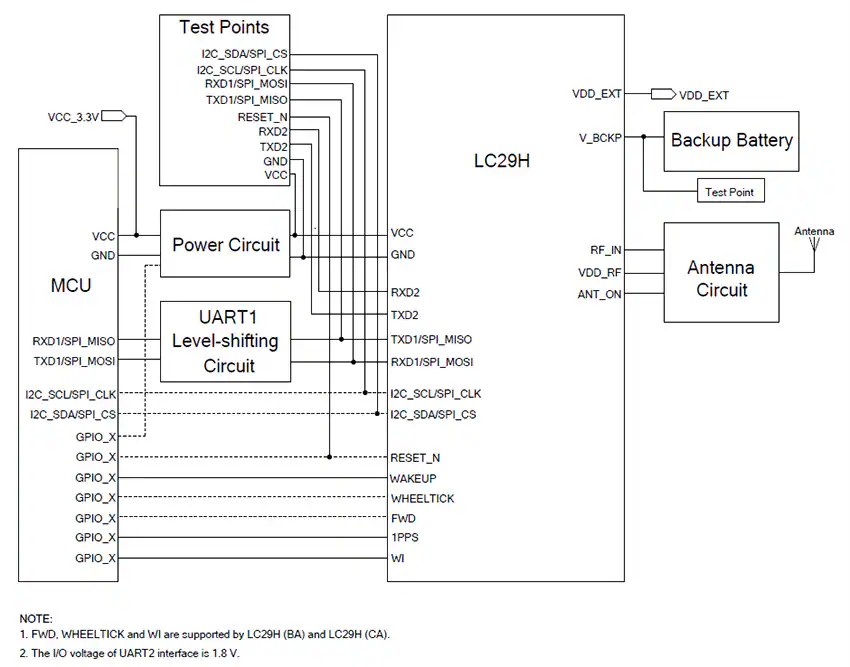 Test Points
I2C_SDA/SPI_CS
I2C_SCL/SPI_CLK
RXD1/SPI_MOSI
TXD1/SPI_MISO
RESET_N
RXD2
TXD2
GND
VCC
VCC_3.3V
MCU
VCC
GND
RXD1/SPI_MISO
TXD1/SPI_MOSI
I2C_SCL/SPI_CLK
I2C_SDA/SPI_CS
GPIO_X
GPIO_X
GPIO_X
GPIO_X
GPIO_X
GPIO_X
GPIO_X
Power Circuit
UART1
Level-shifting
Circuit
LC29H
VCC
GND
RXD2
TXD2
TXD1/SPI_MISO
RXD1/SPI_MOSI
I2C_SCL/SPI_CLK
I2C_SDA/SPI_CS
RESET_N
WAKEUP
WHEELTICK
FWD
1PPS
WI
VDD_EXT
V_BCKP
RF_IN
VDD_RF
ANT_ON
VDD_EXT
Backup Battery
Test Point
Antenna
Circuit
Antenna
NOTE:
1. FWD, WHEELTICK and WI are supported by LC29H (BA) and LC29H (CA).
2. The I/O voltage of UART2 interface is 1.8 V.